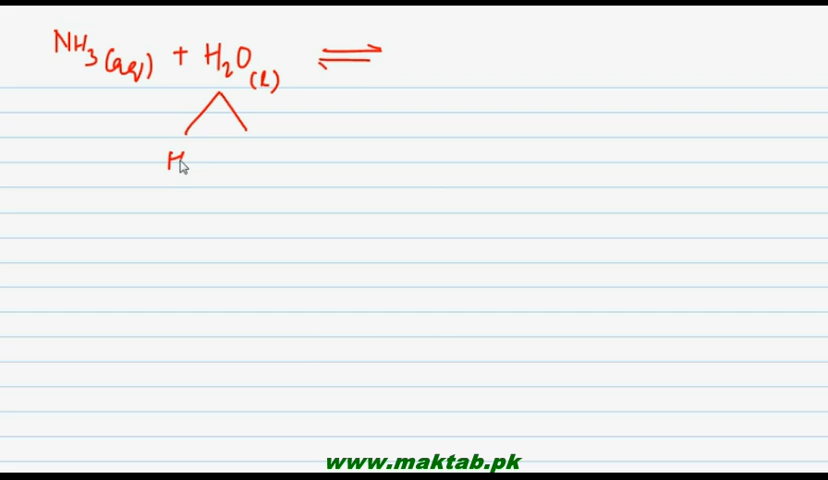 NH3(aq) + H2O(l) ⇌
H
www.maktab.pk